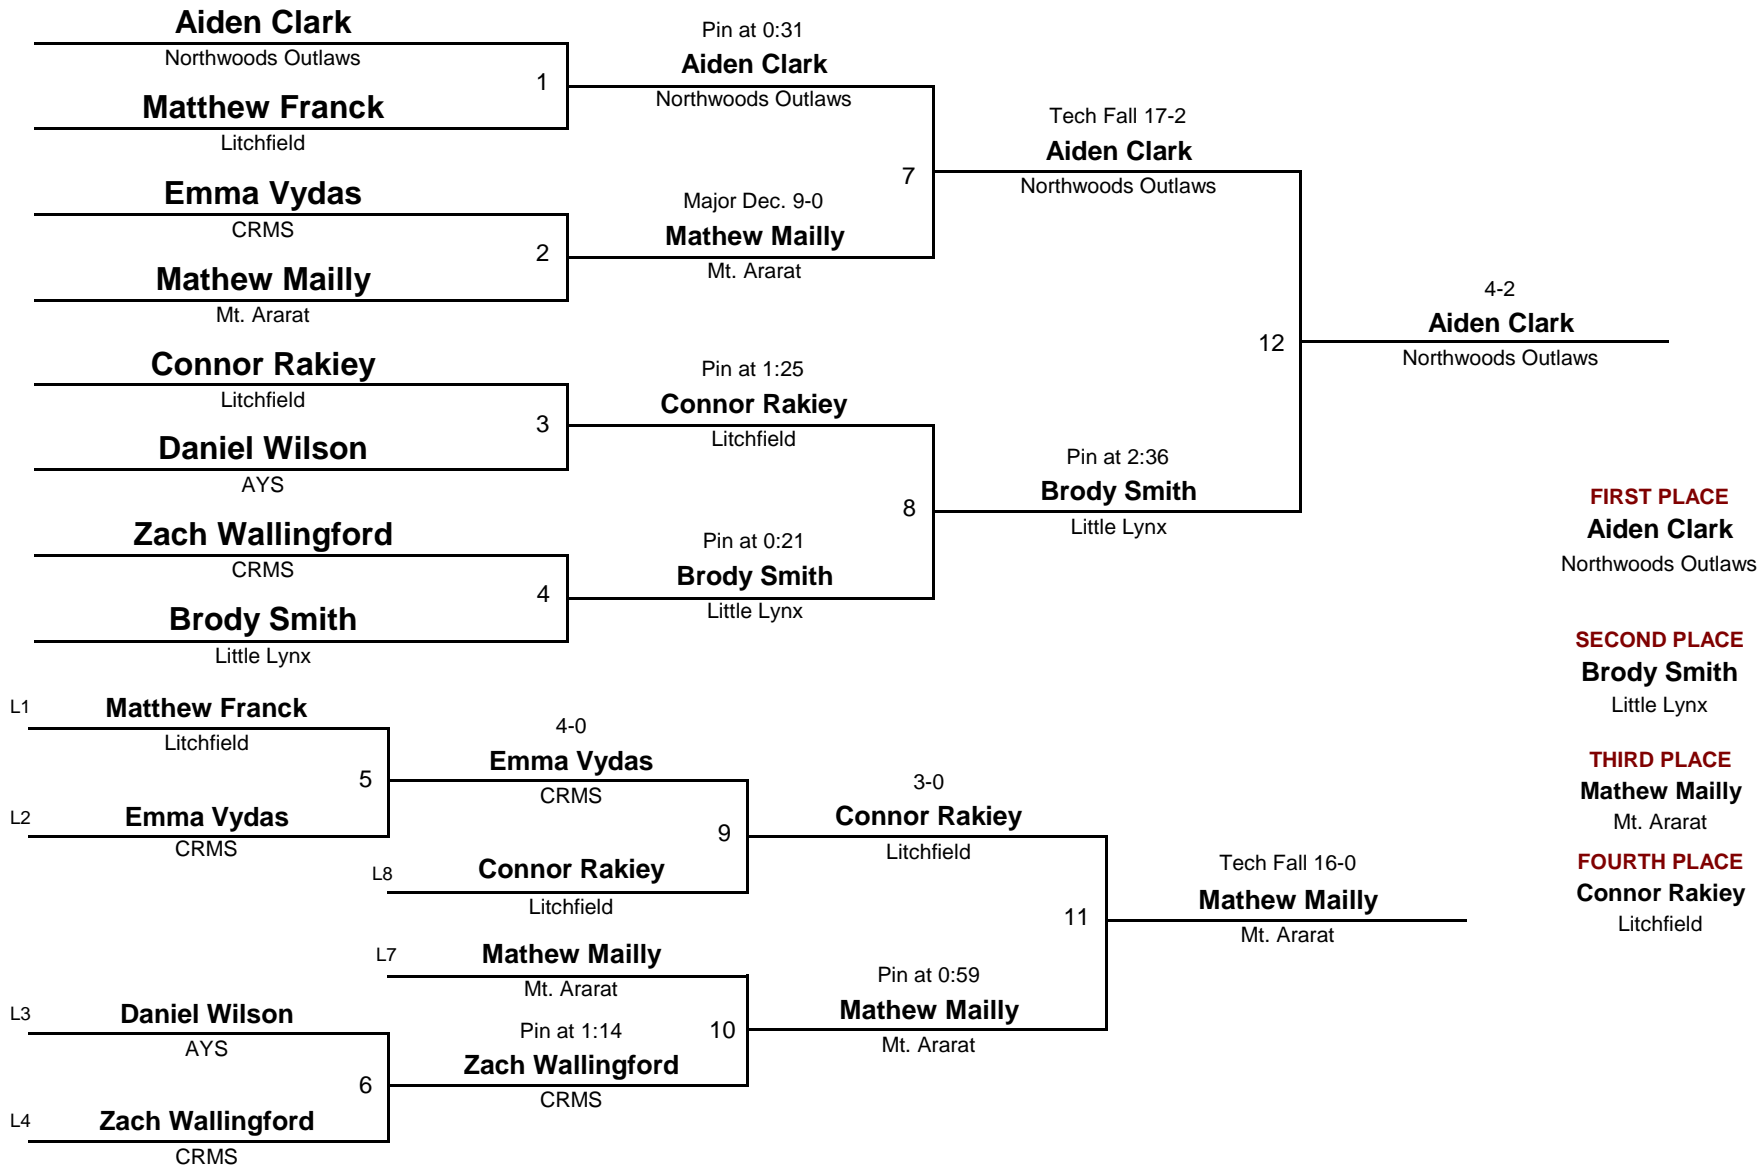 Aiden Clark
Northwoods Outlaws
1
Matthew Franck
Litchfield
Emma Vydas
CRMS
2
Mathew Mailly
Mt. Ararat
Connor Rakiey
Litchfield
3
Daniel Wilson
AYS
Zach Wallingford
CRMS
4
Brody Smith
Little Lynx
Pin at 0:31
Aiden Clark
Northwoods Outlaws
7
Major Dec. 9-0
Mathew Mailly
Mt. Ararat
Pin at 1:25
Connor Rakiey
Litchfield
8
Pin at 0:21
Brody Smith
Little Lynx
Tech Fall 17-2
Aiden Clark
Northwoods Outlaws
12
Pin at 2:36
Brody Smith
Little Lynx
4-2
Aiden Clark
Northwoods Outlaws
FIRST PLACE
Aiden Clark
Northwoods Outlaws
SECOND PLACE
Brody Smith
Little Lynx
THIRD PLACE
Mathew Mailly
Mt. Ararat
FOURTH PLACE
Connor Rakiey
Litchfield
L1
Matthew Franck
Litchfield
5
L2
Emma Vydas
CRMS
L3
Daniel Wilson
AYS
6
L4
Zach Wallingford
CRMS
4-0
Emma Vydas
CRMS
9
L8
Connor Rakiey
Litchfield
L7
Mathew Mailly
Mt. Ararat
10
Pin at 1:14
Zach Wallingford
CRMS
3-0
Connor Rakiey
Litchfield
11
Pin at 0:59
Mathew Mailly
Mt. Ararat
Tech Fall 16-0
Mathew Mailly
Mt. Ararat